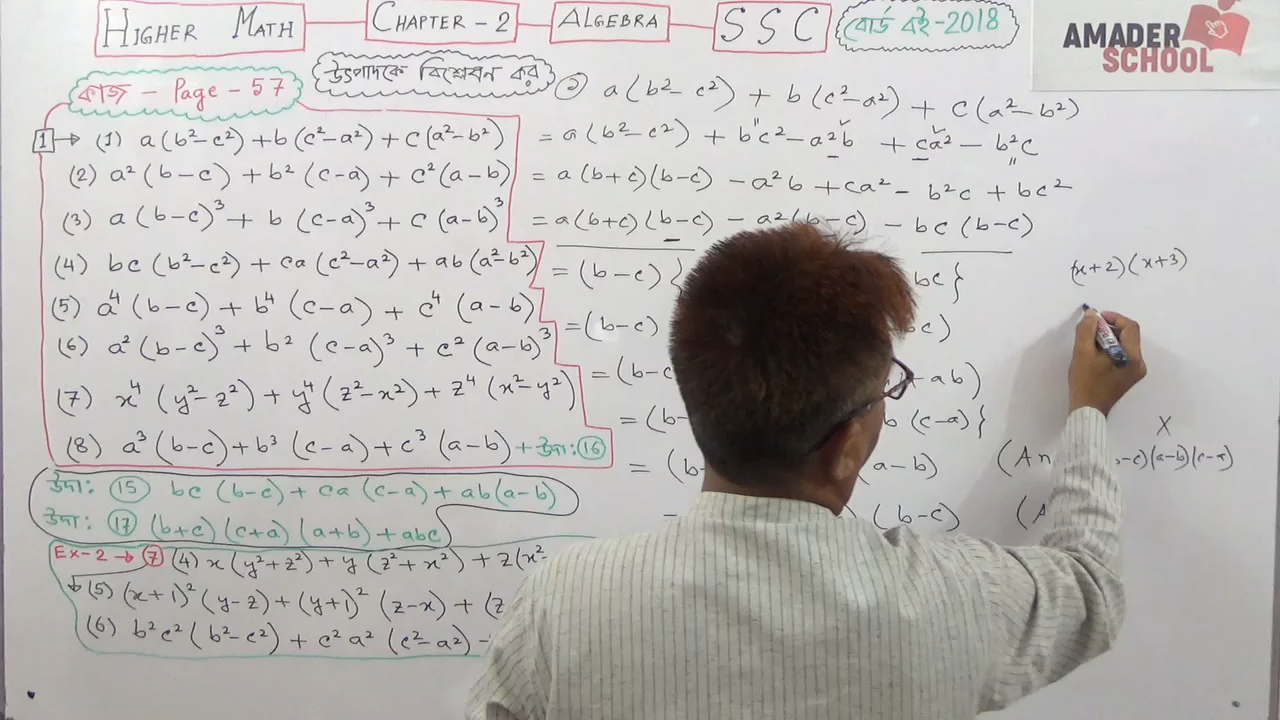 HIGHER MATH CHAPTER - 2 ALGEBRA SSC বোর্ড বই-2018
AMADER
SCHOOL
কাজ - Page - 57
উৎপাদকে বিশ্লেষন কর
1 → (1) a(b²-c²)+b(c²-a²)+c(a²-b²)
(2) a²(b-c)+b²(c-a)+c²(a-b)
(3) a(b-c)³+b(c-a)³+c(a-b)³
(4) bc(b²-c²)+ca(c²-a²)+ab(a²-b²)
(5) a⁴(b-c)+b⁴(c-a)+c⁴(a-b)
(6) a²(b-c)³+b²(c-a)³+c²(a-b)³
(7) x⁴(y²-z²)+y⁴(z²-x²)+z⁴(x²-y²)
(8) a³(b-c)+b³(c-a)+c³(a-b)+উদা: 16
উদা: 15 bc(b-c)+ca(c-a)+ab(a-b)
উদা: 17 (b+c)(c+a)(a+b)+abc
Ex-2 → 7 (4) x(y²+z²)+y(z²+x²)+z(x²
(5) (x+1)²(y-z)+(y+1)²(z-x)+(z
(6) b²c²(b²-c²)+c²a²(c²-a²)
a(b²-c²)+b(c²-a²)+c(a²-b²)
= a(b²-c²)+b c²-a²b+ca²-b²c
= a(b+c)(b-c)-a²b+ca²-b²c+bc²
= a(b+c)(b-c)-a²(b-c)-bc(b-c)
= (b-c){ bc}
= (b-c) c)
= (b-c -ab)
= (b- b(c-a)}
= (b- (a-b)
(b-c)
(x+2)(x+3)
x
-c)(a-b)(c-a)